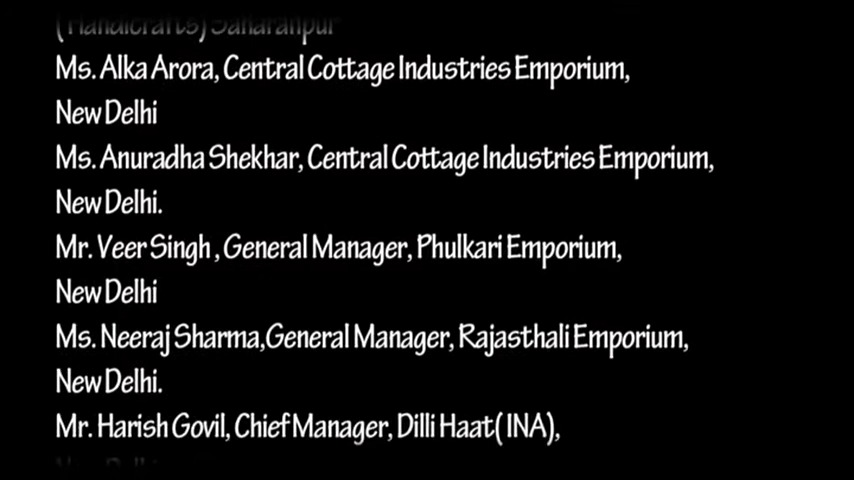 (Handicrafts) Saharanpur
Ms. Alka Arora, Central Cottage Industries Emporium,
New Delhi
Ms. Anuradha Shekhar, Central Cottage Industries Emporium,
New Delhi.
Mr. Veer Singh , General Manager, Phulkari Emporium,
New Delhi
Ms. Neeraj Sharma,General Manager, Rajasthali Emporium,
New Delhi.
Mr. Harish Govil, Chief Manager, Dilli Haat( INA),